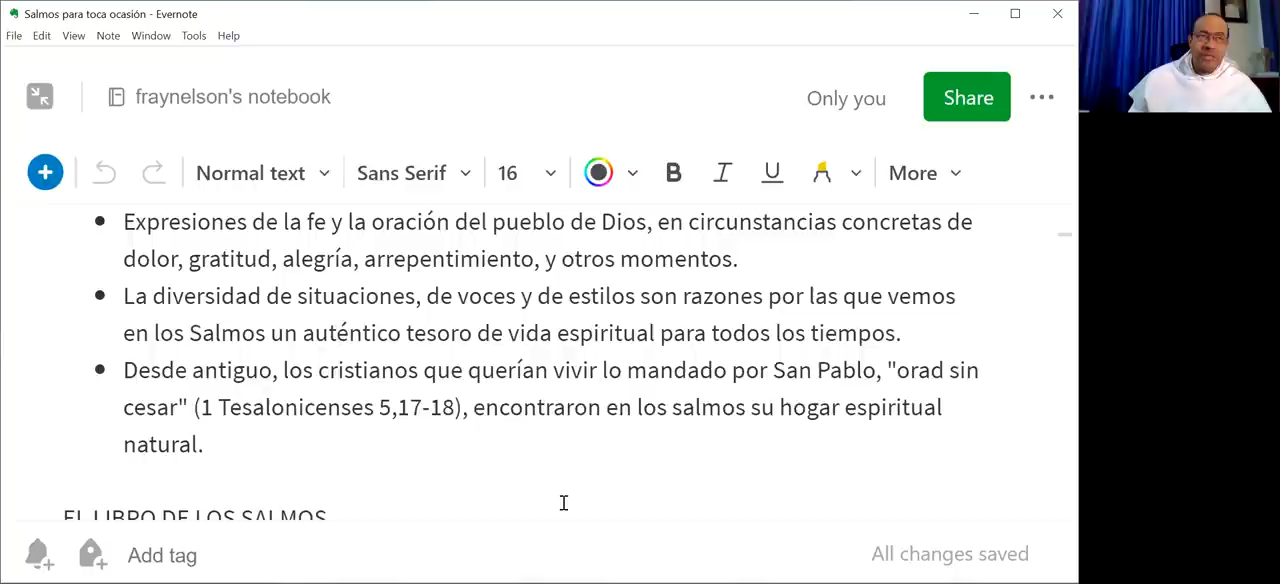 Salmos para toca ocasión - Evernote
File Edit View Note Window Tools Help
fraynelson's notebook
Only you
Share
Normal text
Sans Serif
16
B I U
More
Expresiones de la fe y la oración del pueblo de Dios, en circunstancias concretas de
dolor, gratitud, alegría, arrepentimiento, y otros momentos.
La diversidad de situaciones, de voces y de estilos son razones por las que vemos
en los Salmos un auténtico tesoro de vida espiritual para todos los tiempos.
Desde antiguo, los cristianos que querían vivir lo mandado por San Pablo, "orad sin
cesar" (1 Tesalonicenses 5,17-18), encontraron en los salmos su hogar espiritual
natural.
EL LIBRO DE LOS SALMOS
Add tag
All changes saved